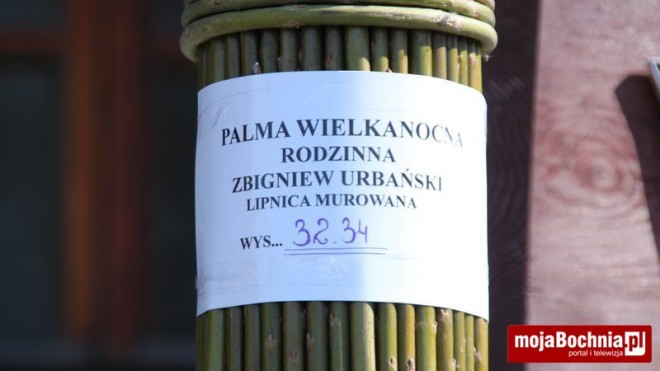 PALMA WIELKANOCNA
RODZINNA
ZBIGNIEW URBAŃSKI
LIPNICA MUROWANA
WYS... 32.34
mojaBochnia.pl
portal i telewizja